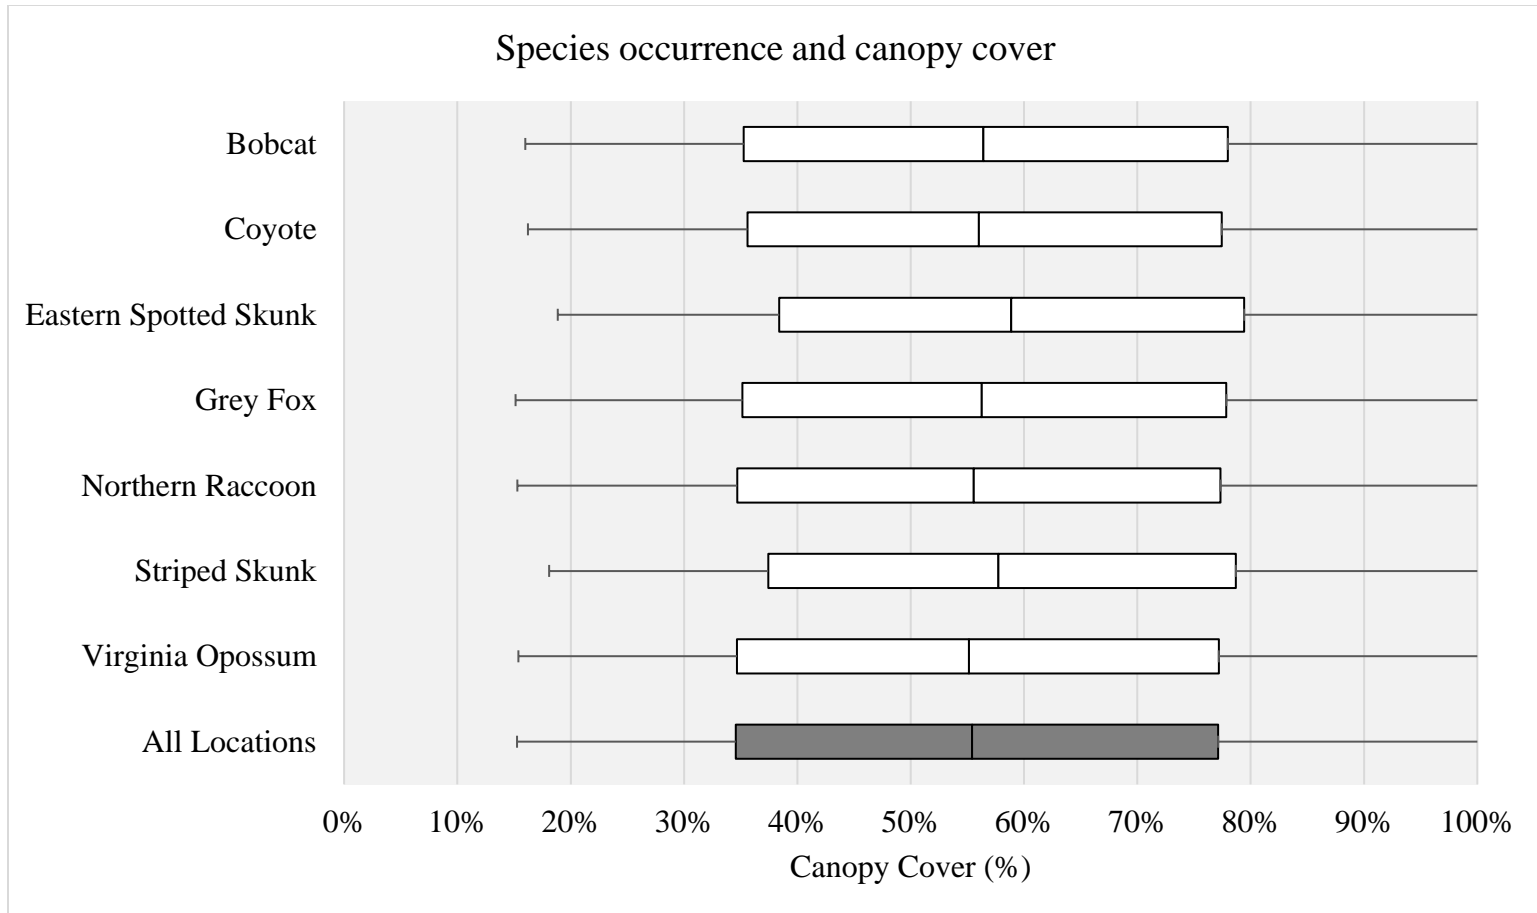 Species occurrence and canopy cover
Bobcat
Coyote
Eastern Spotted Skunk
Grey Fox
Northern Raccoon
Striped Skunk
Virginia Opossum
All Locations
0% 10% 20% 30% 40% 50% 60% 70% 80% 90% 100%
Canopy Cover (%)